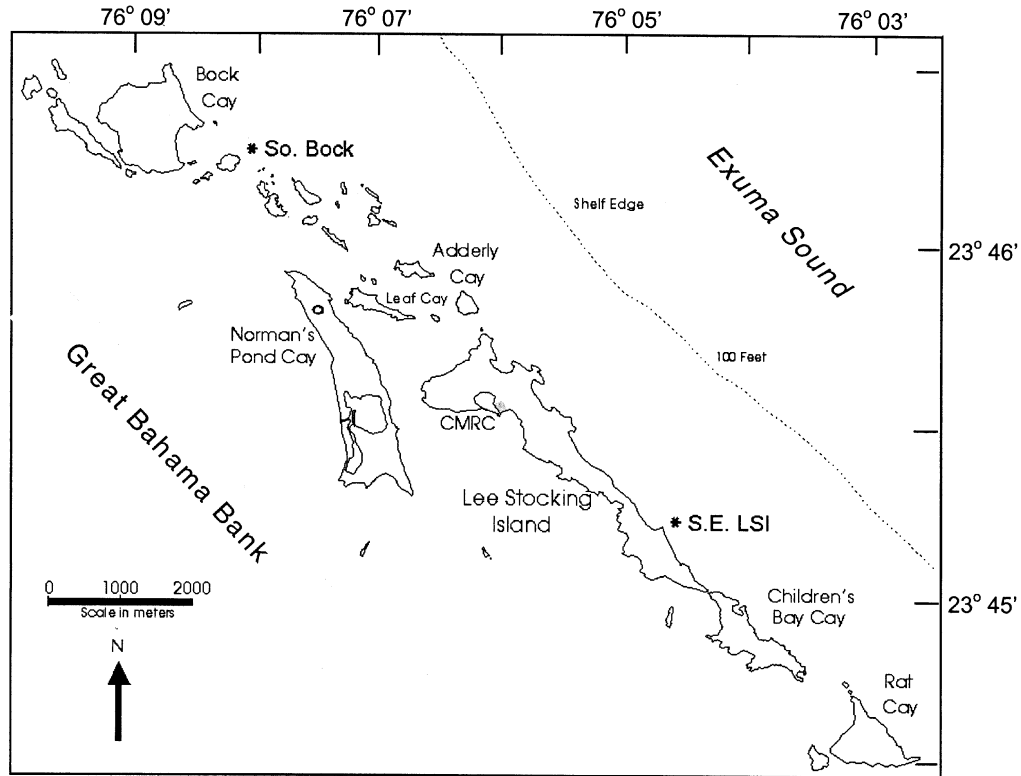 76° 09'
76° 07'
76° 05'
76° 03'
Bock
Cay
* So. Bock
Exuma Sound
Shelf Edge
23° 46'
Adderly
Cay
Leaf Cay
Norman's
Pond Cay
100 Feet
Great Bahama Bank
CMRC
Lee Stocking
Island
* S.E. LSI
0 1000 2000
Scale in meters
Children's
Bay Cay
23° 45'
N
Rat
Cay